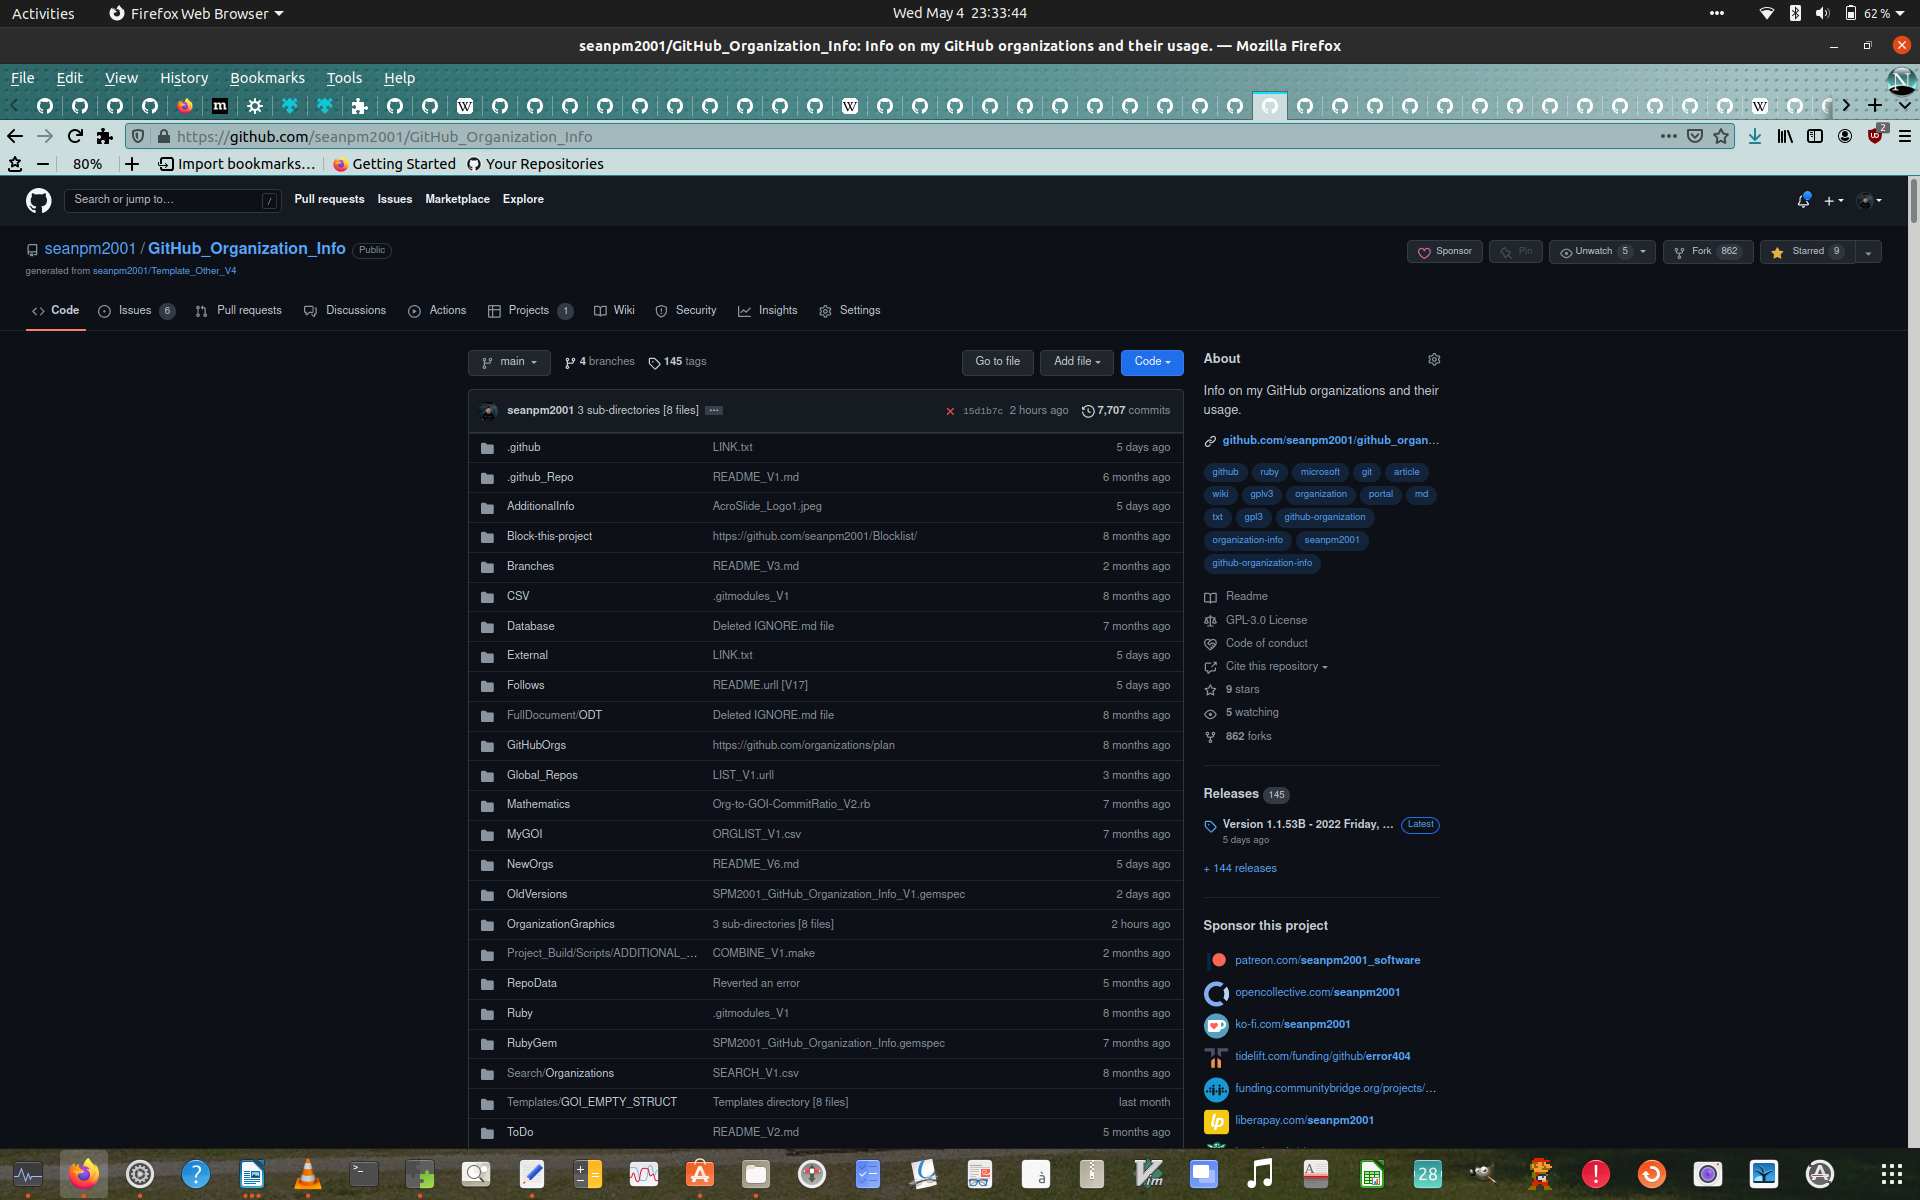 Activities Firefox Web Browser Wed May 4 23:33:44 62 %
seanpm2001/GitHub_Organization_Info: Info on my GitHub organizations and their usage. — Mozilla Firefox
File Edit View History Bookmarks Tools Help
https://github.com/seanpm2001/GitHub_Organization_Info 2
80% Import bookmarks... Getting Started Your Repositories
Search or jump to... / Pull requests Issues Marketplace Explore
seanpm2001 / GitHub_Organization_Info Public
Sponsor Pin Unwatch 5 Fork 862 Starred 9
generated from seanpm2001/Template_Other_V4
Code Issues 6 Pull requests Discussions Actions Projects 1 Wiki Security Insights Settings
main 4 branches 145 tags Go to file Add file Code
seanpm2001 3 sub-directories [8 files] ... 15d1b7c 2 hours ago 7,707 commits
.github LINK.txt 5 days ago
.github_Repo README_V1.md 6 months ago
AdditionalInfo AcroSlide_Logo1.jpeg 5 days ago
Block-this-project https://github.com/seanpm2001/Blocklist/ 8 months ago
Branches README_V3.md 2 months ago
CSV .gitmodules_V1 8 months ago
Database Deleted IGNORE.md file 7 months ago
External LINK.txt 5 days ago
Follows README.urll [V17] 5 days ago
FullDocument/ODT Deleted IGNORE.md file 8 months ago
GitHubOrgs https://github.com/organizations/plan 8 months ago
Global_Repos LIST_V1.urll 3 months ago
Mathematics Org-to-GOI-CommitRatio_V2.rb 7 months ago
MyGOI ORGLIST_V1.csv 7 months ago
NewOrgs README_V6.md 5 days ago
OldVersions SPM2001_GitHub_Organization_Info_V1.gemspec 2 days ago
OrganizationGraphics 3 sub-directories [8 files] 2 hours ago
Project_Build/Scripts/ADDITIONAL_... COMBINE_V1.make 2 months ago
RepoData Reverted an error 5 months ago
Ruby .gitmodules_V1 8 months ago
RubyGem SPM2001_GitHub_Organization_Info.gemspec 7 months ago
Search/Organizations SEARCH_V1.csv 8 months ago
Templates/GOI_EMPTY_STRUCT Templates directory [8 files] last month
ToDo README_V2.md 5 months ago
About
Info on my GitHub organizations and their
usage.
github.com/seanpm2001/github_organ...
github ruby microsoft git article
wiki gplv3 organization portal md
txt gpl3 github-organization
organization-info seanpm2001
github-organization-info
Readme
GPL-3.0 License
Code of conduct
Cite this repository
9 stars
5 watching
862 forks
Releases 145
Version 1.1.53B - 2022 Friday, ... Latest
5 days ago
+ 144 releases
Sponsor this project
patreon.com/seanpm2001_software
opencollective.com/seanpm2001
ko-fi.com/seanpm2001
tidelift.com/funding/github/error404
funding.communitybridge.org/projects/...
liberapay.com/seanpm2001
28